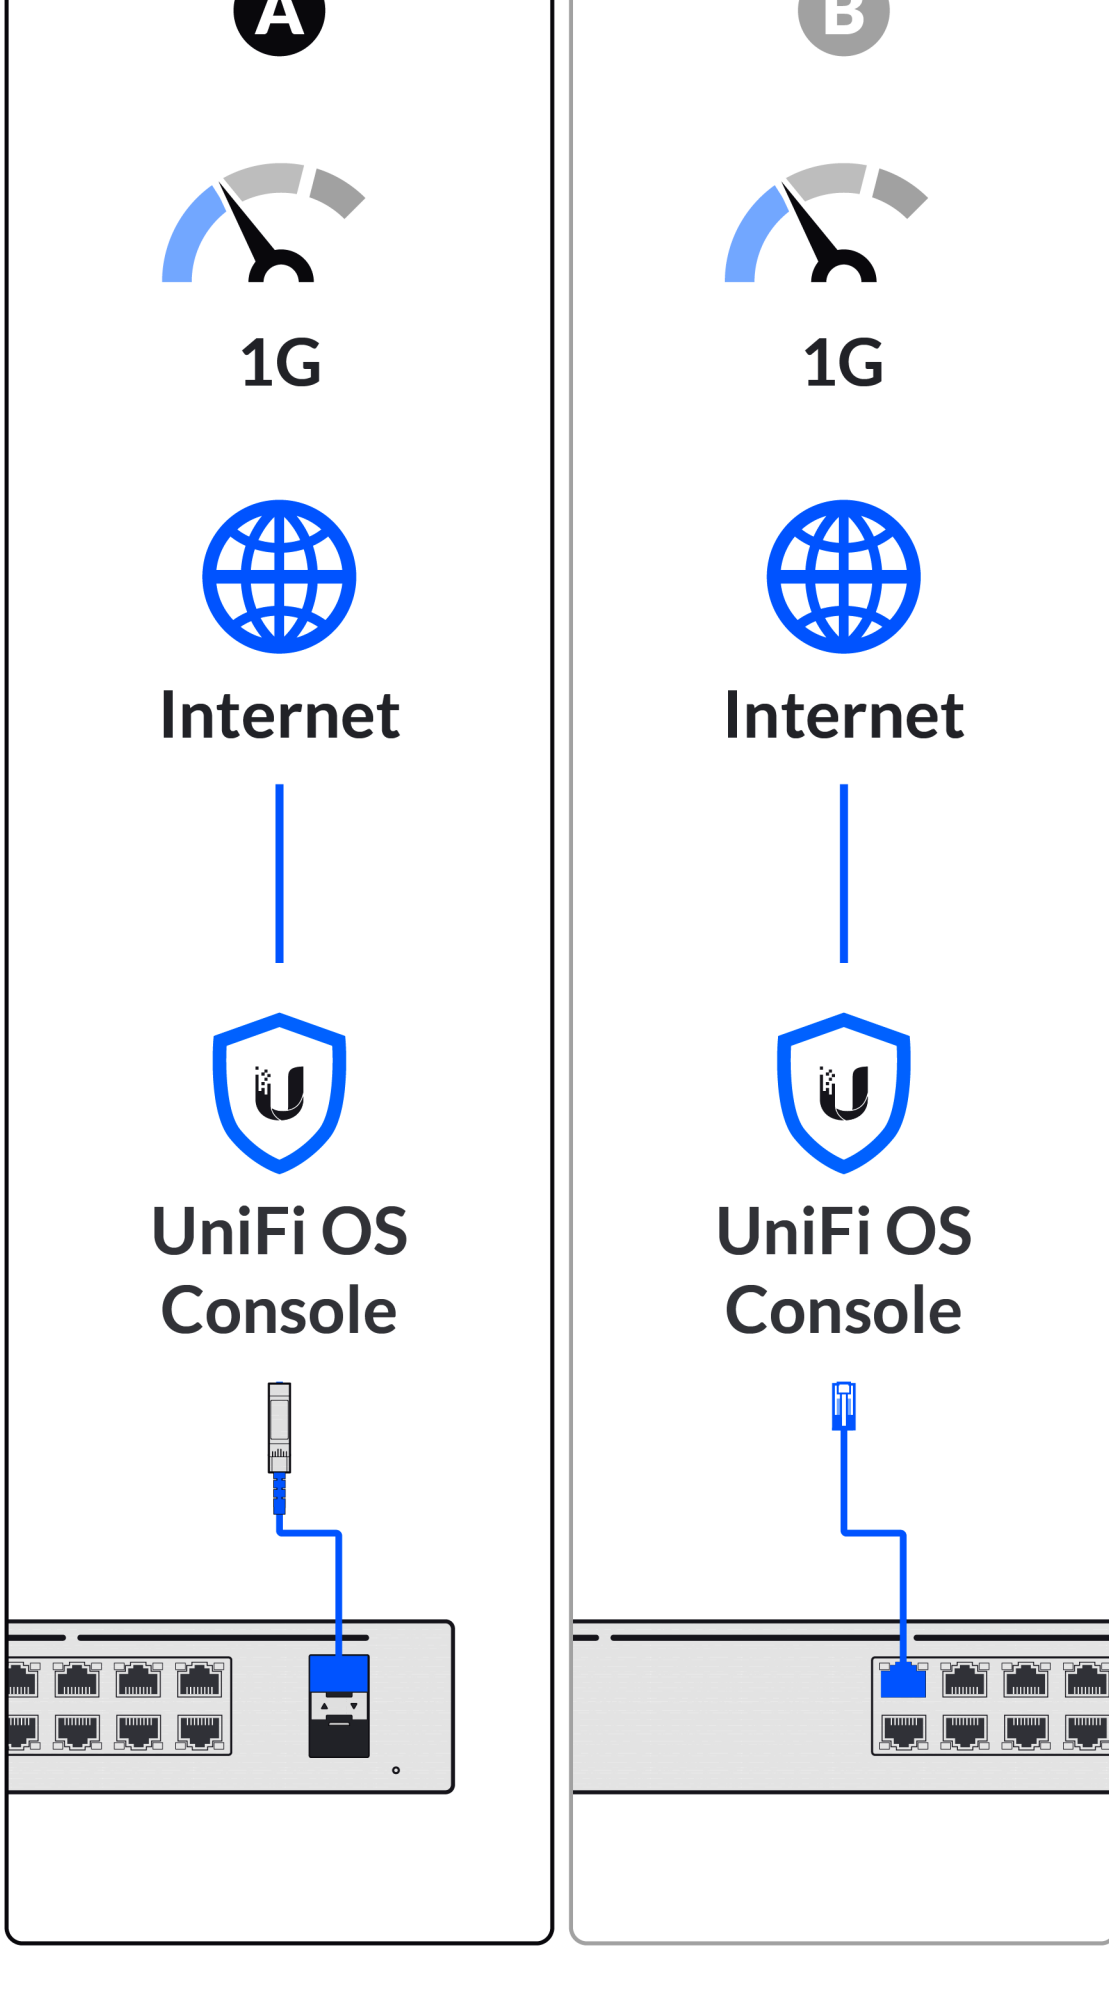 A
1G
Internet
UniFi OS
Console
B
1G
Internet
UniFi OS
Console